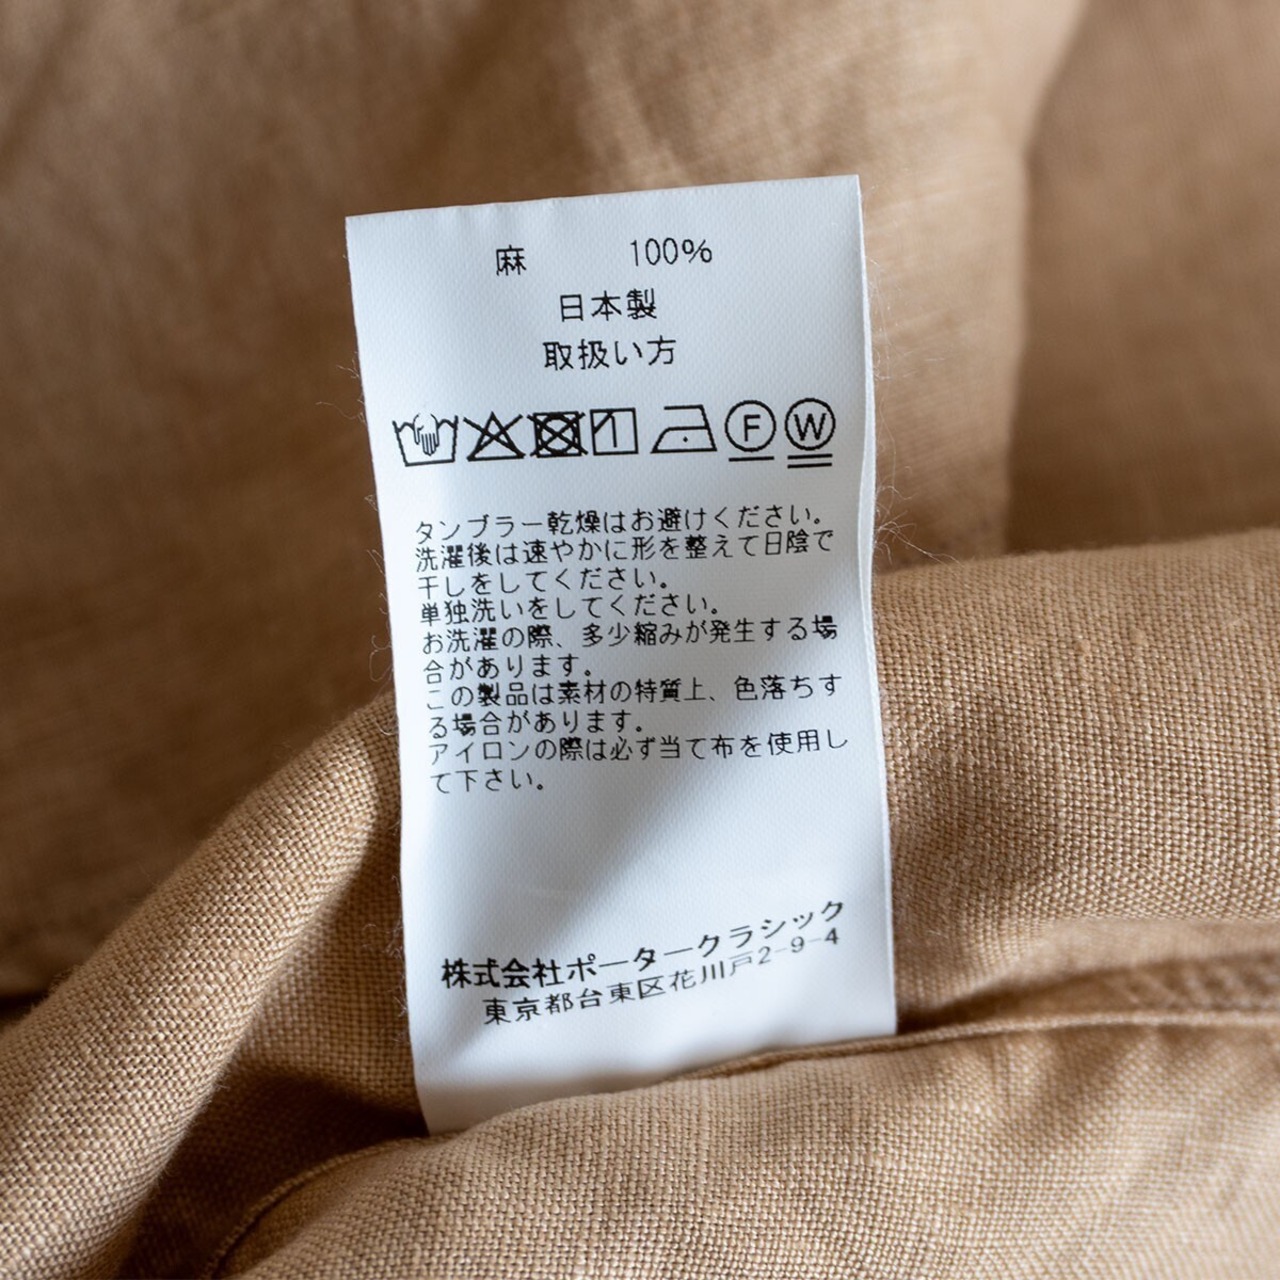 麻 100%
日本製
取扱い方
F W
タンブラー乾燥はお避けください。
洗濯後は速やかに形を整えて日陰で
干しをしてください。
単独洗いをしてください。
お洗濯の際、多少縮みが発生する場
合があります。
この製品は素材の特質上、色落ちす
る場合があります。
アイロンの際は必ず当て布を使用し
て下さい。
株式会社ポータークラシック
東京都台東区花川戸2-9-4